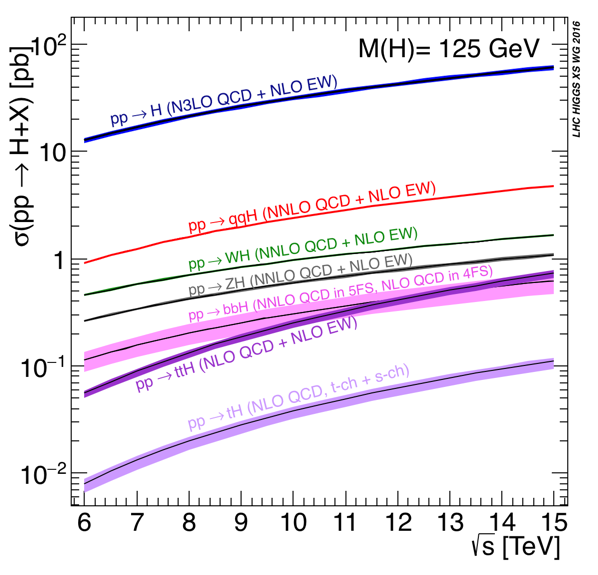 M(H)= 125 GeV
LHC HIGGS XS WG 2016
σ(pp → H+X) [pb]
10²
10
1
10⁻¹
10⁻²
pp → H (N3LO QCD + NLO EW)
pp → qqH (NNLO QCD + NLO EW)
pp → WH (NNLO QCD + NLO EW)
pp → ZH (NNLO QCD + NLO EW)
pp → bbH (NNLO QCD in 5FS, NLO QCD in 4FS)
pp → ttH (NLO QCD + NLO EW)
pp → tH (NLO QCD, t-ch + s-ch)
6 7 8 9 10 11 12 13 14 15
√s [TeV]